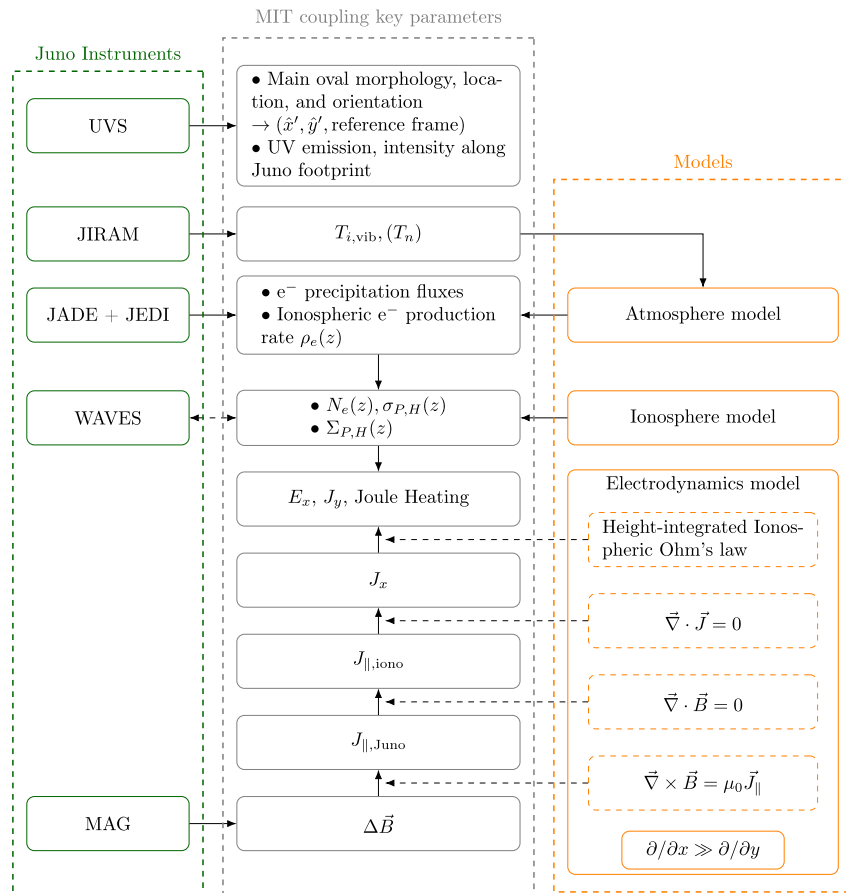 MIT coupling key parameters
Juno Instruments
Models
UVS
• Main oval morphology, loca-
tion, and orientation
→ (x̂′, ŷ′, reference frame)
• UV emission, intensity along
Juno footprint
JIRAM
T_{i,vib}, (T_n)
JADE + JEDI
• e⁻ precipitation fluxes
• Ionospheric e⁻ production
rate ρ_e(z)
Atmosphere model
WAVES
• N_e(z), σ_{P,H}(z)
• Σ_{P,H}(z)
Ionosphere model
Electrodynamics model
E_x, J_y, Joule Heating
Height-integrated Iono-
spheric Ohm's law
J_x
∇⃗ · J⃗ = 0
J_{∥,iono}
∇⃗ · B⃗ = 0
J_{∥,Juno}
∇⃗ × B⃗ = μ₀J⃗_∥
MAG
ΔB⃗
∂/∂x ≫ ∂/∂y